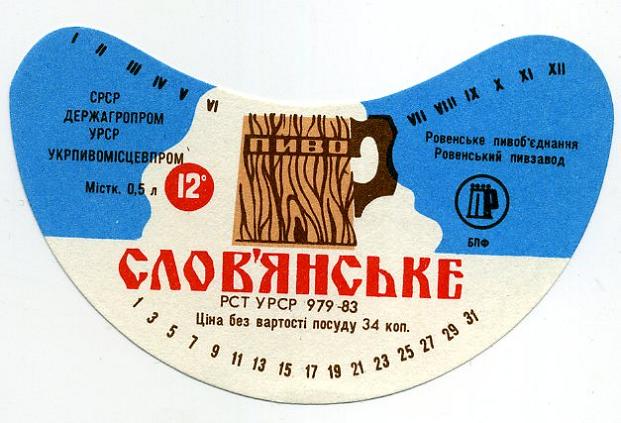 I II III IV V VI
VII VIII IX X XI XII
СРСР
ДЕРЖАГРОПРОМ
УРСР
УКРПИВОМІСЦЕВПРОМ
Містк. 0,5 л
12°
ПИВО
Ровенське пивоб'єднання
Ровенський пивзавод
ПР
БПФ
СЛОВ'ЯНСЬКЕ
РСТ УРСР 979-83
Ціна без вартості посуду 34 коп.
1 3 5 7 9 11 13 15 17 19 21 23 25 27 29 31